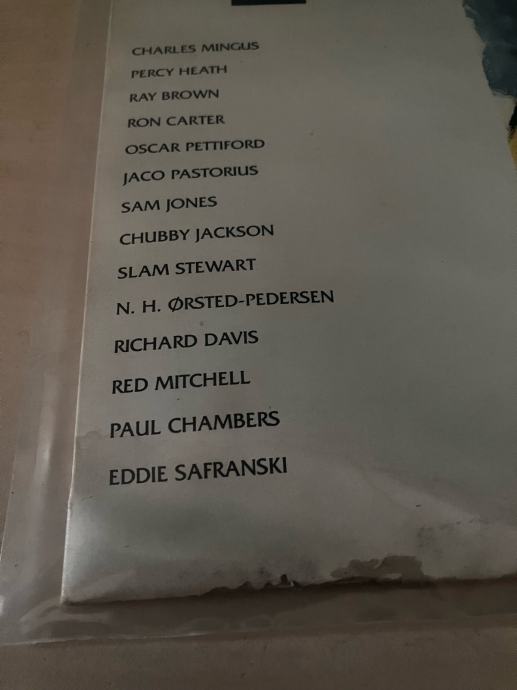 CHARLES MINGUS
PERCY HEATH
RAY BROWN
RON CARTER
OSCAR PETTIFORD
JACO PASTORIUS
SAM JONES
CHUBBY JACKSON
SLAM STEWART
N. H. ØRSTED-PEDERSEN
RICHARD DAVIS
RED MITCHELL
PAUL CHAMBERS
EDDIE SAFRANSKI